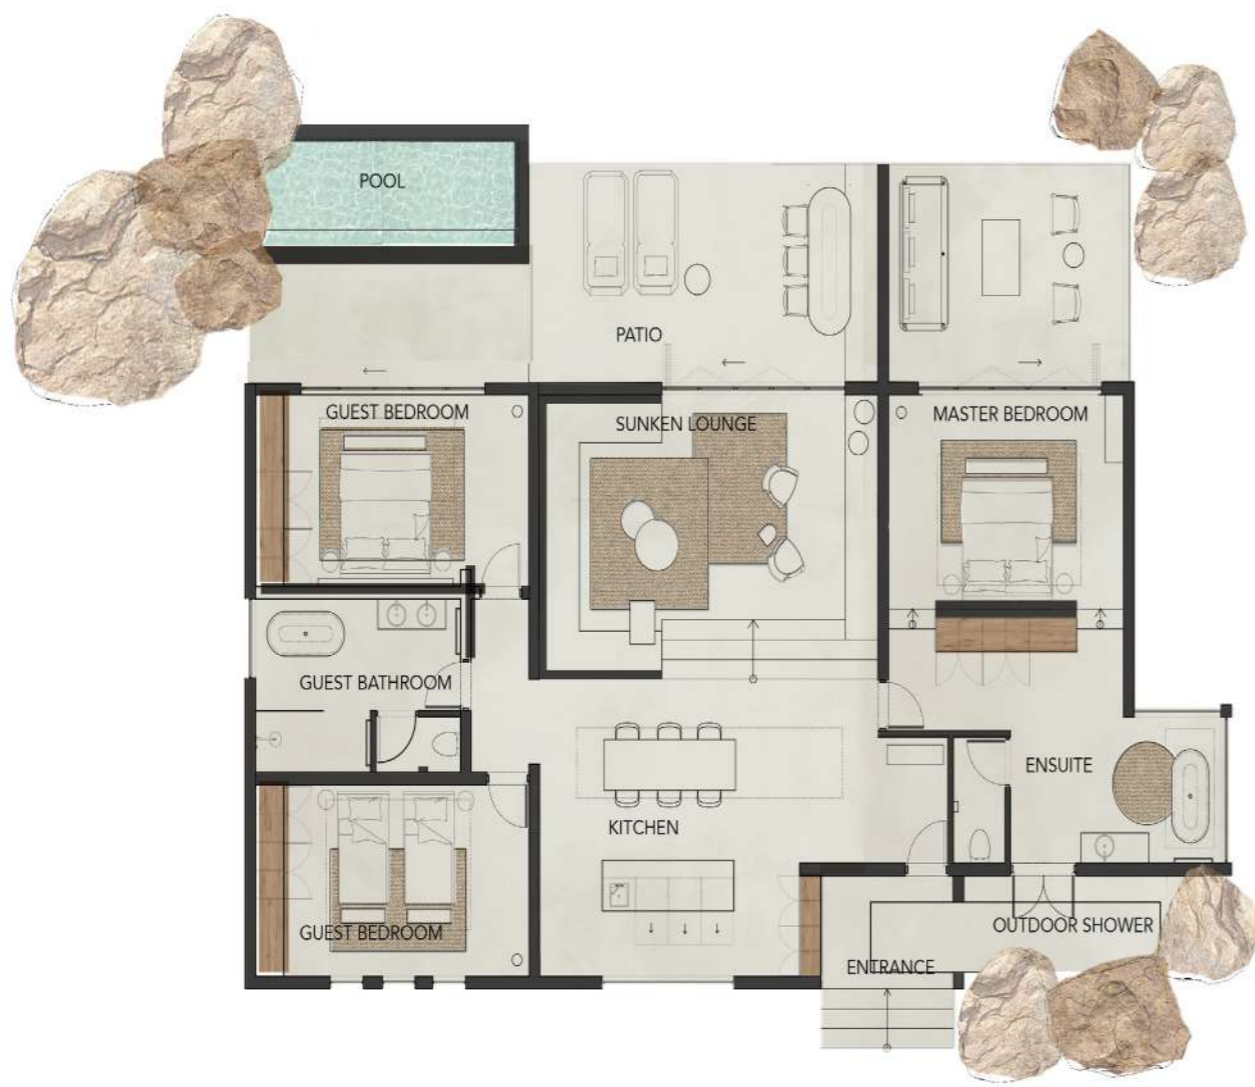 POOL
PATIO
GUEST BEDROOM
SUNKEN LOUNGE
MASTER BEDROOM
GUEST BATHROOM
ENSUITE
KITCHEN
GUEST BEDROOM
OUTDOOR SHOWER
ENTRANCE